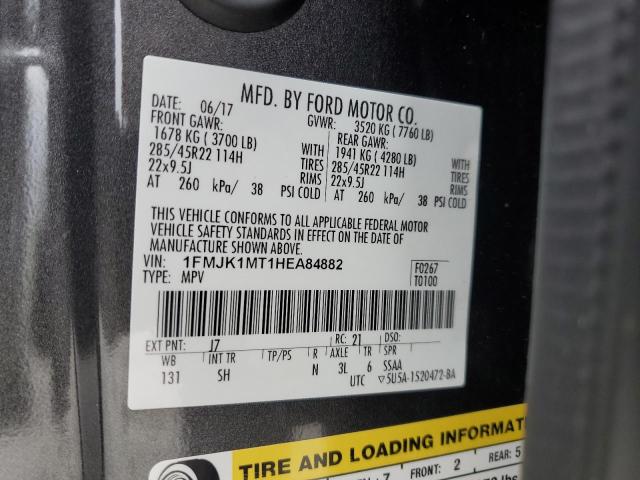 MFD. BY FORD MOTOR CO.
DATE: 06/17 GVWR: 3520 KG ( 7760 LB)
FRONT GAWR: REAR GAWR:
1678 KG ( 3700 LB) 1941 KG ( 4280 LB)
285/45R22 114H WITH TIRES 285/45R22 114H WITH TIRES
22x9.5J RIMS 22x9.5J RIMS
AT 260 kPa/ 38 PSI COLD AT 260 kPa/ 38 PSI COLD
THIS VEHICLE CONFORMS TO ALL APPLICABLE FEDERAL MOTOR
VEHICLE SAFETY STANDARDS IN EFFECT ON THE DATE OF
MANUFACTURE SHOWN ABOVE.
VIN: 1FMJK1MT1HEA84882 F0267
TYPE: MPV T0100
EXT PNT: J7 RC: 21 DSO:
WB INT TR TP/PS R AXLE TR SPR
131 SH N 3L 6 SSAA
UTC ▽5U5A-1520472-BA
TIRE AND LOADING INFORMAT
7 FRONT: 2 REAR: 5
lbs